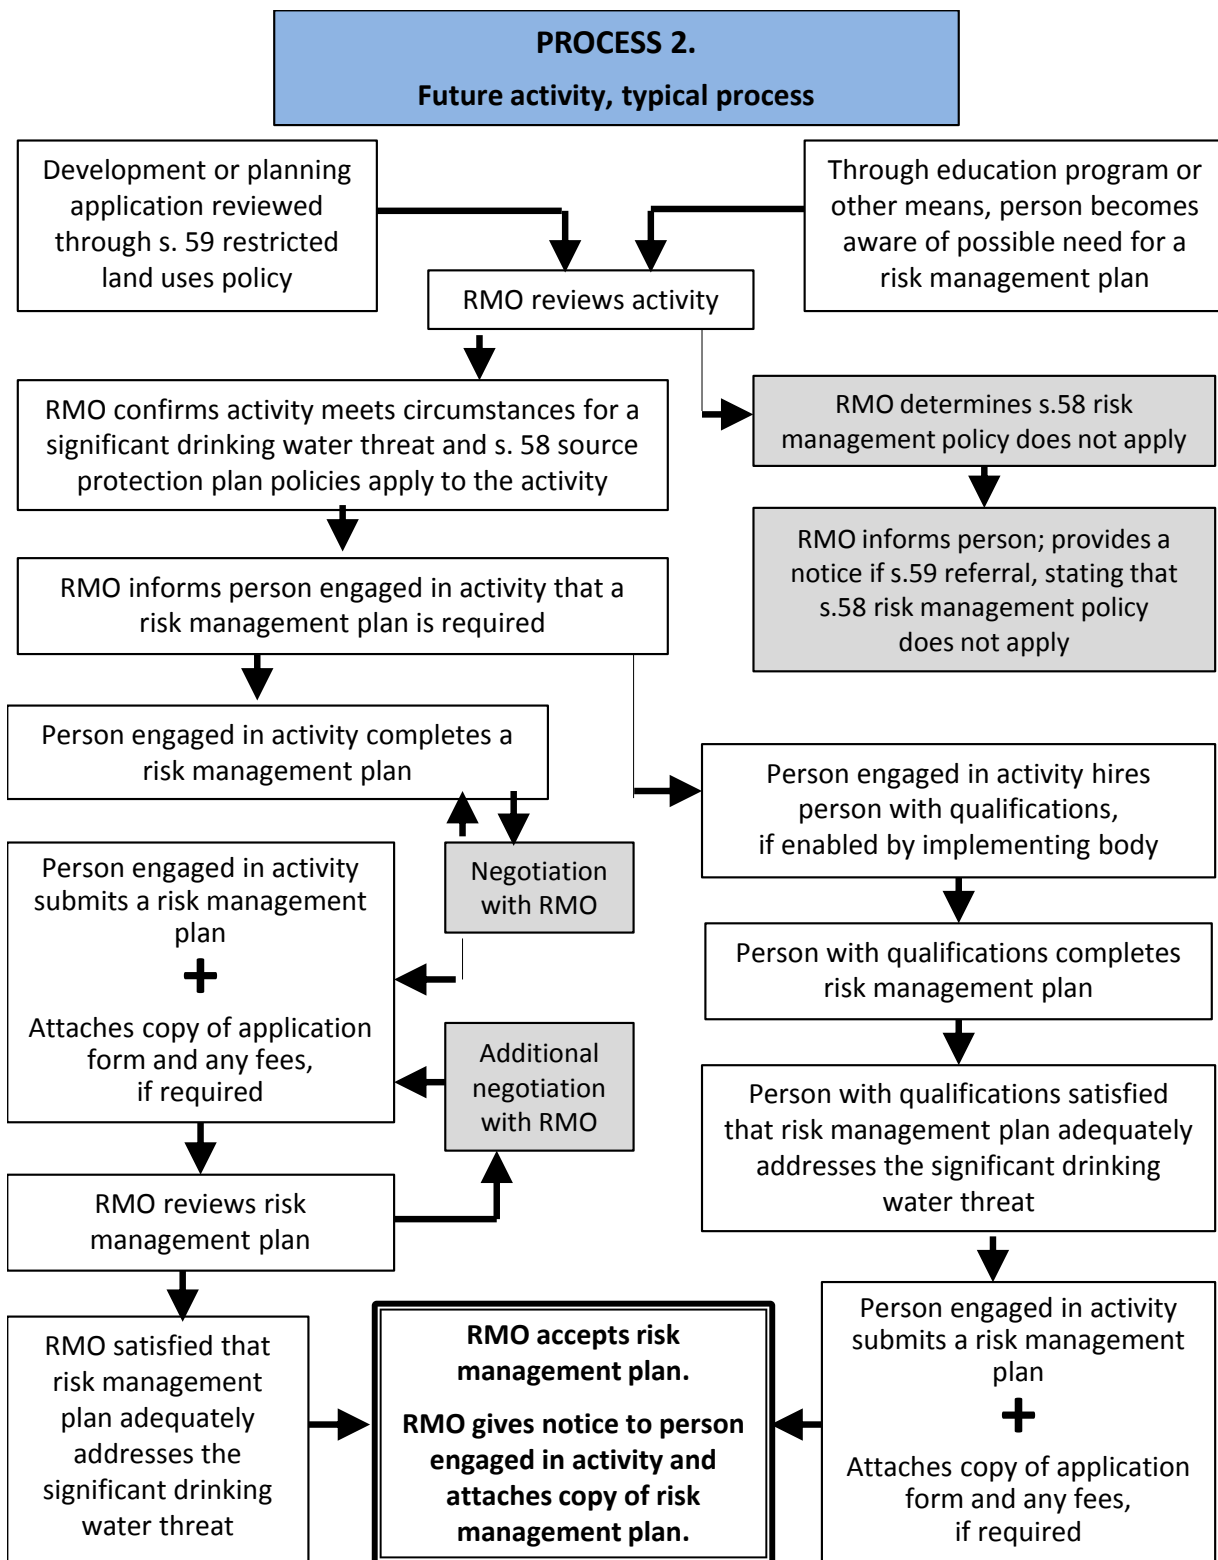 PROCESS 2.
Future activity, typical process
Development or planning
application reviewed
through s. 59 restricted
land uses policy
Through education program or
other means, person becomes
aware of possible need for a
risk management plan
RMO reviews activity
RMO confirms activity meets circumstances for a
significant drinking water threat and s. 58 source
protection plan policies apply to the activity
RMO determines s.58 risk
management policy does not apply
RMO informs person; provides a
notice if s.59 referral, stating that
s.58 risk management policy
does not apply
RMO informs person engaged in activity that a
risk management plan is required
Person engaged in activity completes a
risk management plan
Person engaged in activity hires
person with qualifications,
if enabled by implementing body
Negotiation
with RMO
Person engaged in activity
submits a risk management
plan
+
Attaches copy of application
form and any fees,
if required
Person with qualifications completes
risk management plan
Additional
negotiation
with RMO
Person with qualifications satisfied
that risk management plan adequately
addresses the significant drinking
water threat
RMO reviews risk
management plan
RMO satisfied that
risk management
plan adequately
addresses the
significant drinking
water threat
RMO accepts risk
management plan.
RMO gives notice to person
engaged in activity and
attaches copy of risk
management plan.
Person engaged in activity
submits a risk management
plan
+
Attaches copy of application
form and any fees,
if required